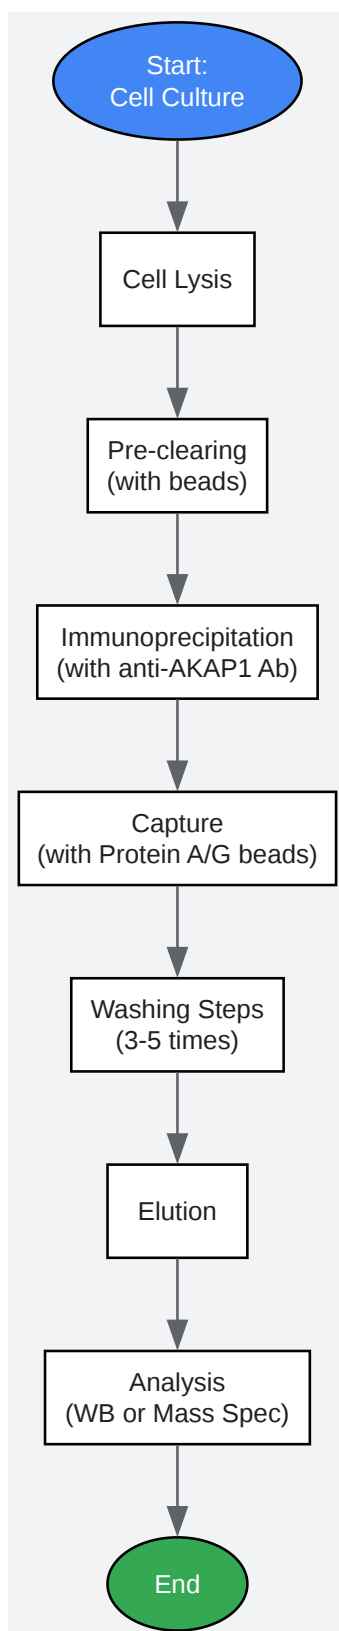 Start:
Cell Culture
Cell Lysis
Pre-clearing
(with beads)
Immunoprecipitation
(with anti-AKAP1 Ab)
Capture
(with Protein A/G beads)
Washing Steps
(3-5 times)
Elution
Analysis
(WB or Mass Spec)
End